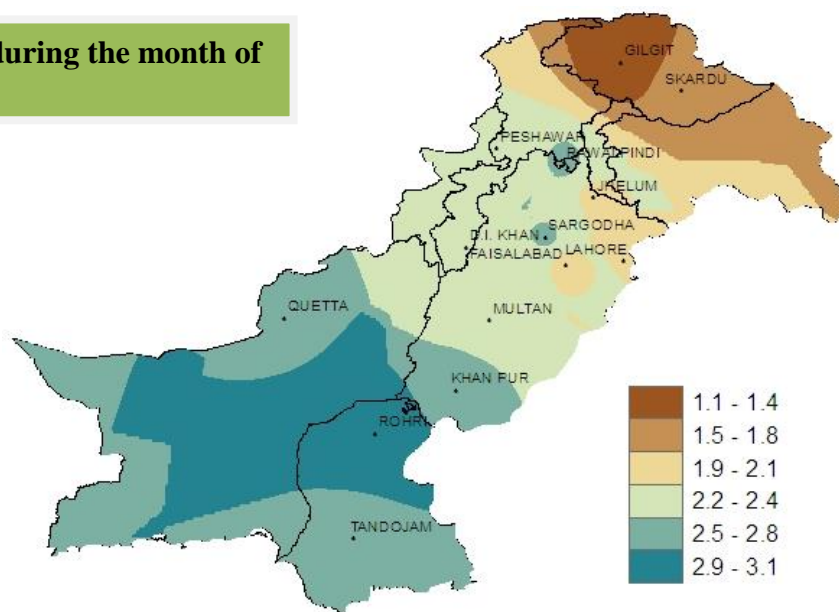 during the month of
GILGIT
SKARDU
PESHAWAR
RAWALPINDI
JHELUM
SARGODHA
D.I. KHAN
FAISALABAD
LAHORE
QUETTA
MULTAN
KHAN PUR
ROHRI
TANDOJAM
1.1 - 1.4
1.5 - 1.8
1.9 - 2.1
2.2 - 2.4
2.5 - 2.8
2.9 - 3.1